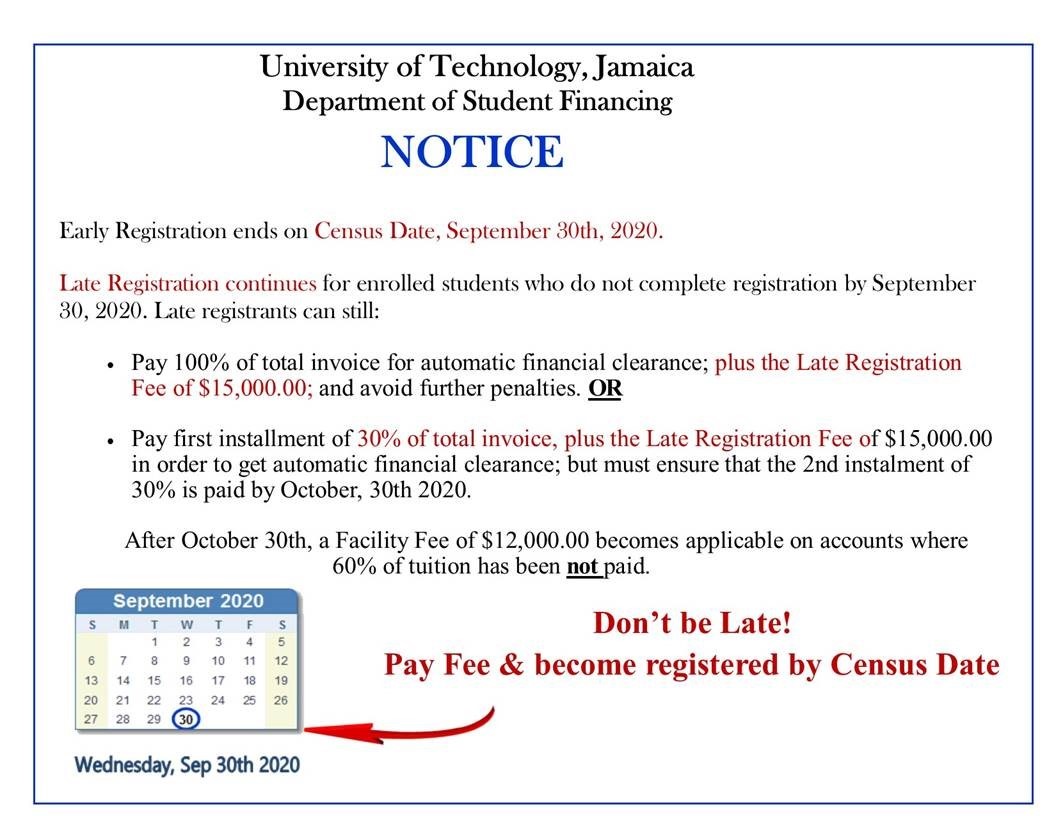 University of Technology, Jamaica
Department of Student Financing
NOTICE
Early Registration ends on Census Date, September 30th, 2020.
Late Registration continues for enrolled students who do not complete registration by September
30, 2020. Late registrants can still:
• Pay 100% of total invoice for automatic financial clearance; plus the Late Registration
Fee of $15,000.00; and avoid further penalties. OR
• Pay first installment of 30% of total invoice, plus the Late Registration Fee of $15,000.00
in order to get automatic financial clearance; but must ensure that the 2nd instalment of
30% is paid by October, 30th 2020.
After October 30th, a Facility Fee of $12,000.00 becomes applicable on accounts where
60% of tuition has been not paid.
September 2020
S M T W T F S
1 2 3 4 5
6 7 8 9 10 11 12
13 14 15 16 17 18 19
20 21 22 23 24 25 26
27 28 29 30
Wednesday, Sep 30th 2020
Don't be Late!
Pay Fee & become registered by Census Date